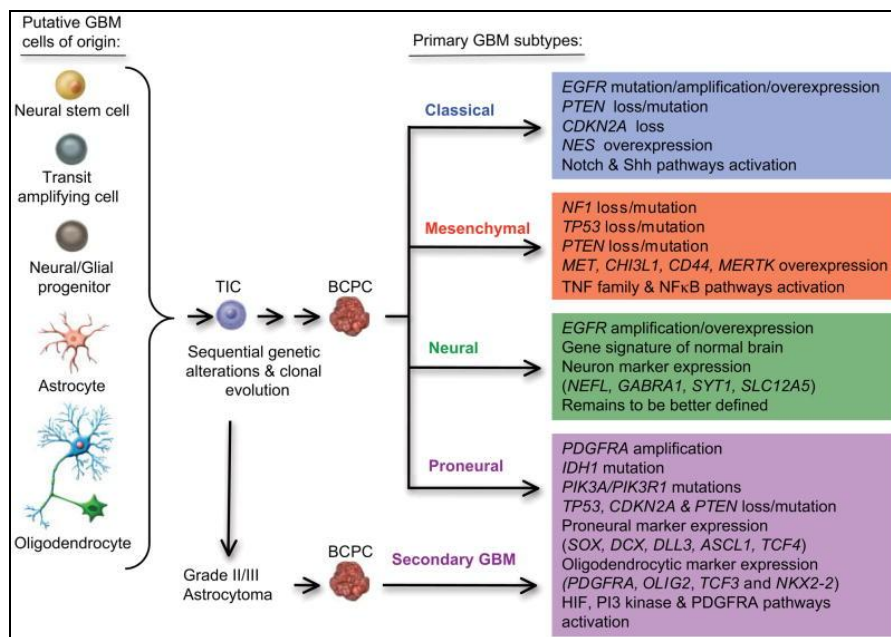 Putative GBM
cells of origin:
Neural stem cell
Transit
amplifying cell
Neural/Glial
progenitor
Astrocyte
Oligodendrocyte
TIC
BCPC
Sequential genetic
alterations & clonal
evolution
Grade II/III
Astrocytoma
BCPC
Primary GBM subtypes:
Classical
EGFR mutation/amplification/overexpression
PTEN loss/mutation
CDKN2A loss
NES overexpression
Notch & Shh pathways activation
Mesenchymal
NF1 loss/mutation
TP53 loss/mutation
PTEN loss/mutation
MET, CHI3L1, CD44, MERTK overexpression
TNF family & NFκB pathways activation
Neural
EGFR amplification/overexpression
Gene signature of normal brain
Neuron marker expression
(NEFL, GABRA1, SYT1, SLC12A5)
Remains to be better defined
Proneural
Secondary GBM
PDGFRA amplification
IDH1 mutation
PIK3A/PIK3R1 mutations
TP53, CDKN2A & PTEN loss/mutation
Proneural marker expression
(SOX, DCX, DLL3, ASCL1, TCF4)
Oligodendrocytic marker expression
(PDGFRA, OLIG2, TCF3 and NKX2-2)
HIF, PI3 kinase & PDGFRA pathways
activation